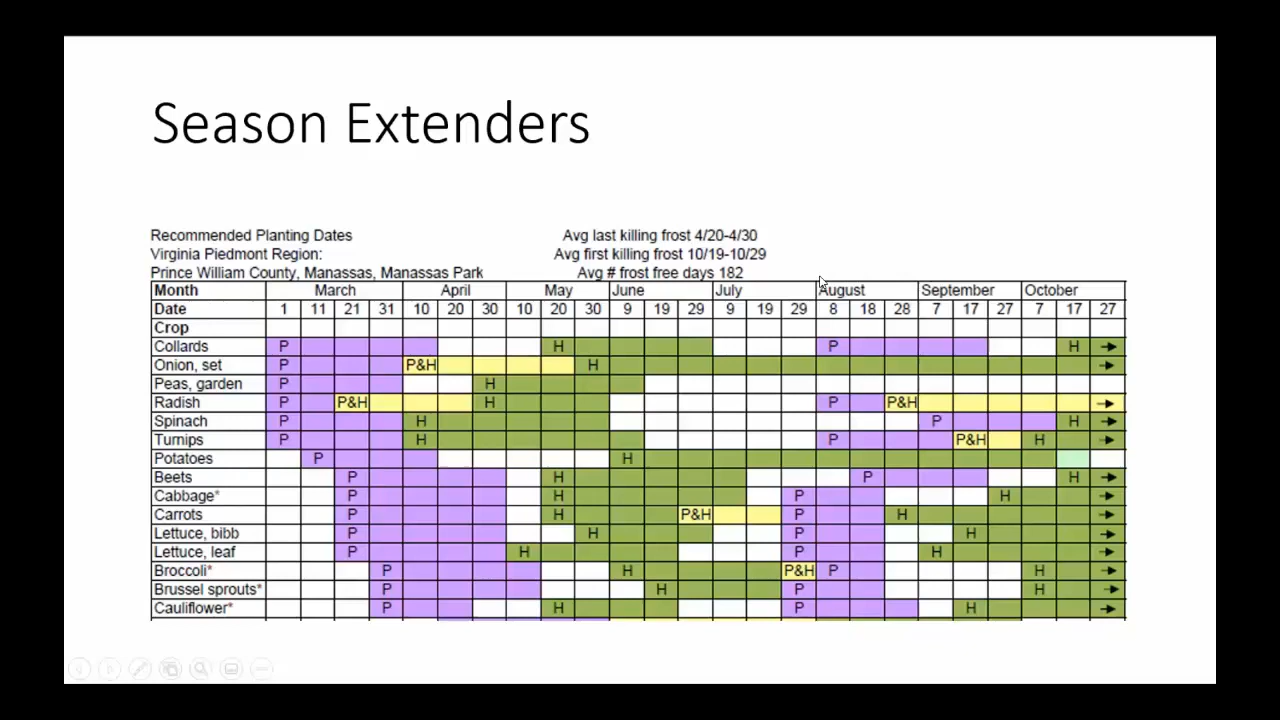 Season Extenders
Recommended Planting Dates Avg last killing frost 4/20-4/30
Virginia Piedmont Region: Avg first killing frost 10/19-10/29
Prince William County, Manassas, Manassas Park Avg # frost free days 182
Month March April May June July August September October
Date 1 11 21 31 10 20 30 10 20 30 9 19 29 9 19 29 8 18 28 7 17 27 7 17 27
Crop
Collards P H P H →
Onion, set P P&H H →
Peas, garden P H
Radish P P&H H P P&H →
Spinach P H P H →
Turnips P H P P&H H →
Potatoes P H
Beets P H P H →
Cabbage* P H P H →
Carrots P H P&H P H →
Lettuce, bibb P H P H →
Lettuce, leaf P H P H →
Broccoli* P H P&H P H →
Brussel sprouts* P H P H →
Cauliflower* P H P H →